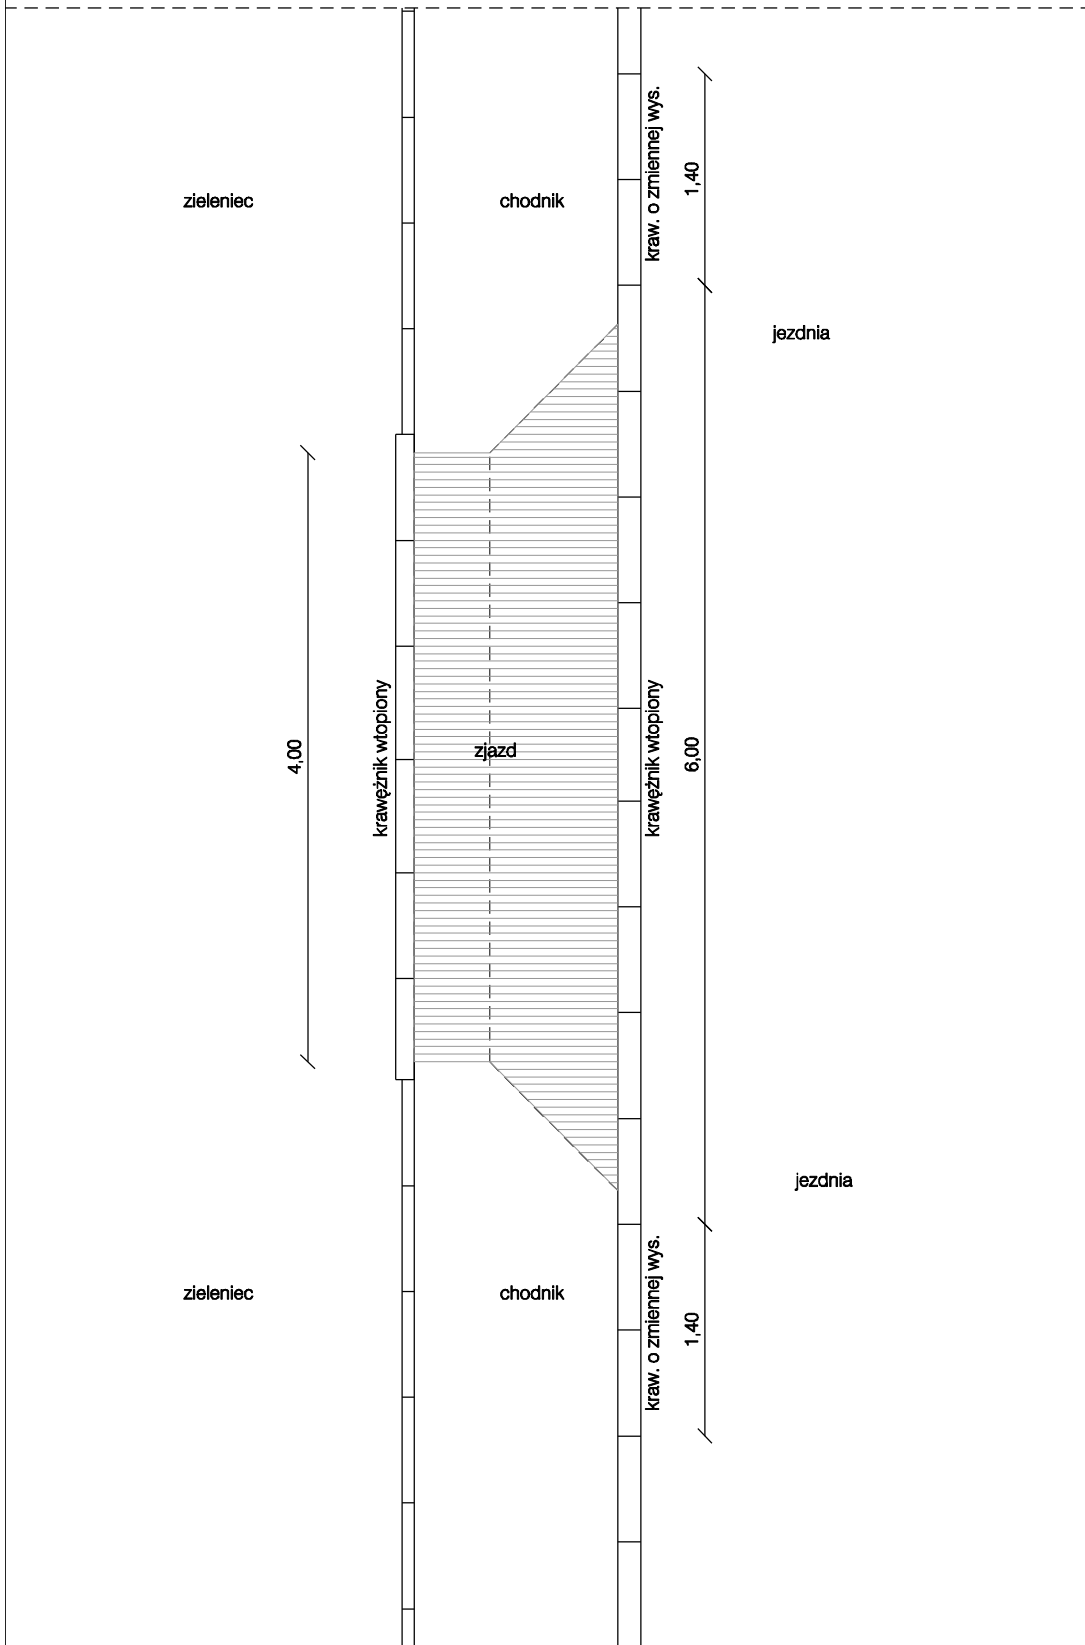 kraw. o zmiennej wys.
1,40
zieleniec
chodnik
jezdnia
4,00
krawężnik wtopiony
zjazd
krawężnik wtopiony
6,00
jezdnia
zieleniec
chodnik
kraw. o zmiennej wys.
1,40